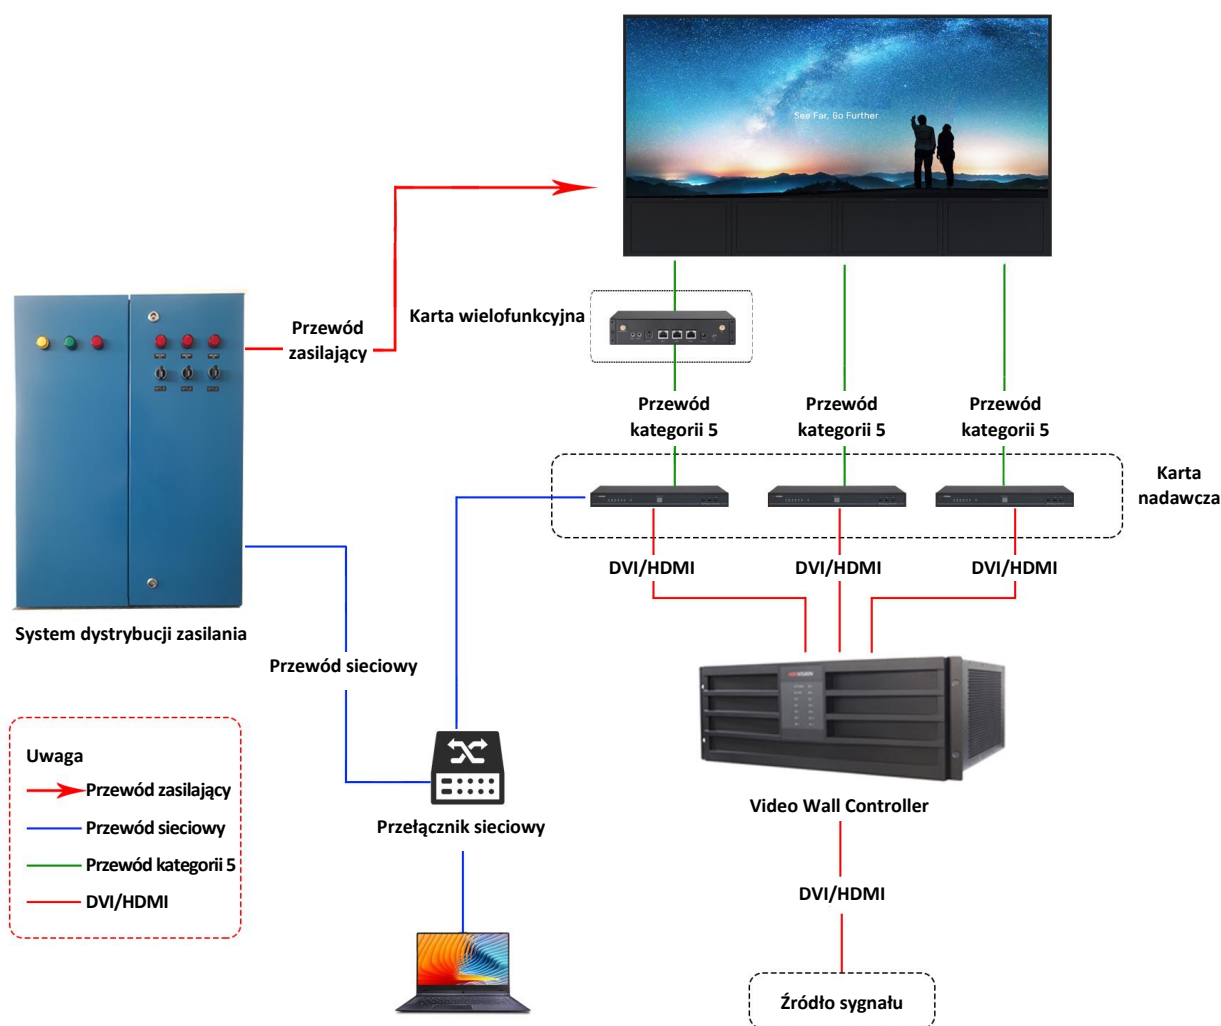 See Far, Go Further
Przewód
zasilający
Karta wielofunkcyjna
Przewód
kategorii 5
Przewód
kategorii 5
Przewód
kategorii 5
Karta
nadawcza
DVI/HDMI
DVI/HDMI
DVI/HDMI
System dystrybucji zasilania
Przewód sieciowy
HIKVISION
Uwaga
Przewód zasilający
Przewód sieciowy
Przewód kategorii 5
DVI/HDMI
Przełącznik sieciowy
Video Wall Controller
DVI/HDMI
Źródło sygnału